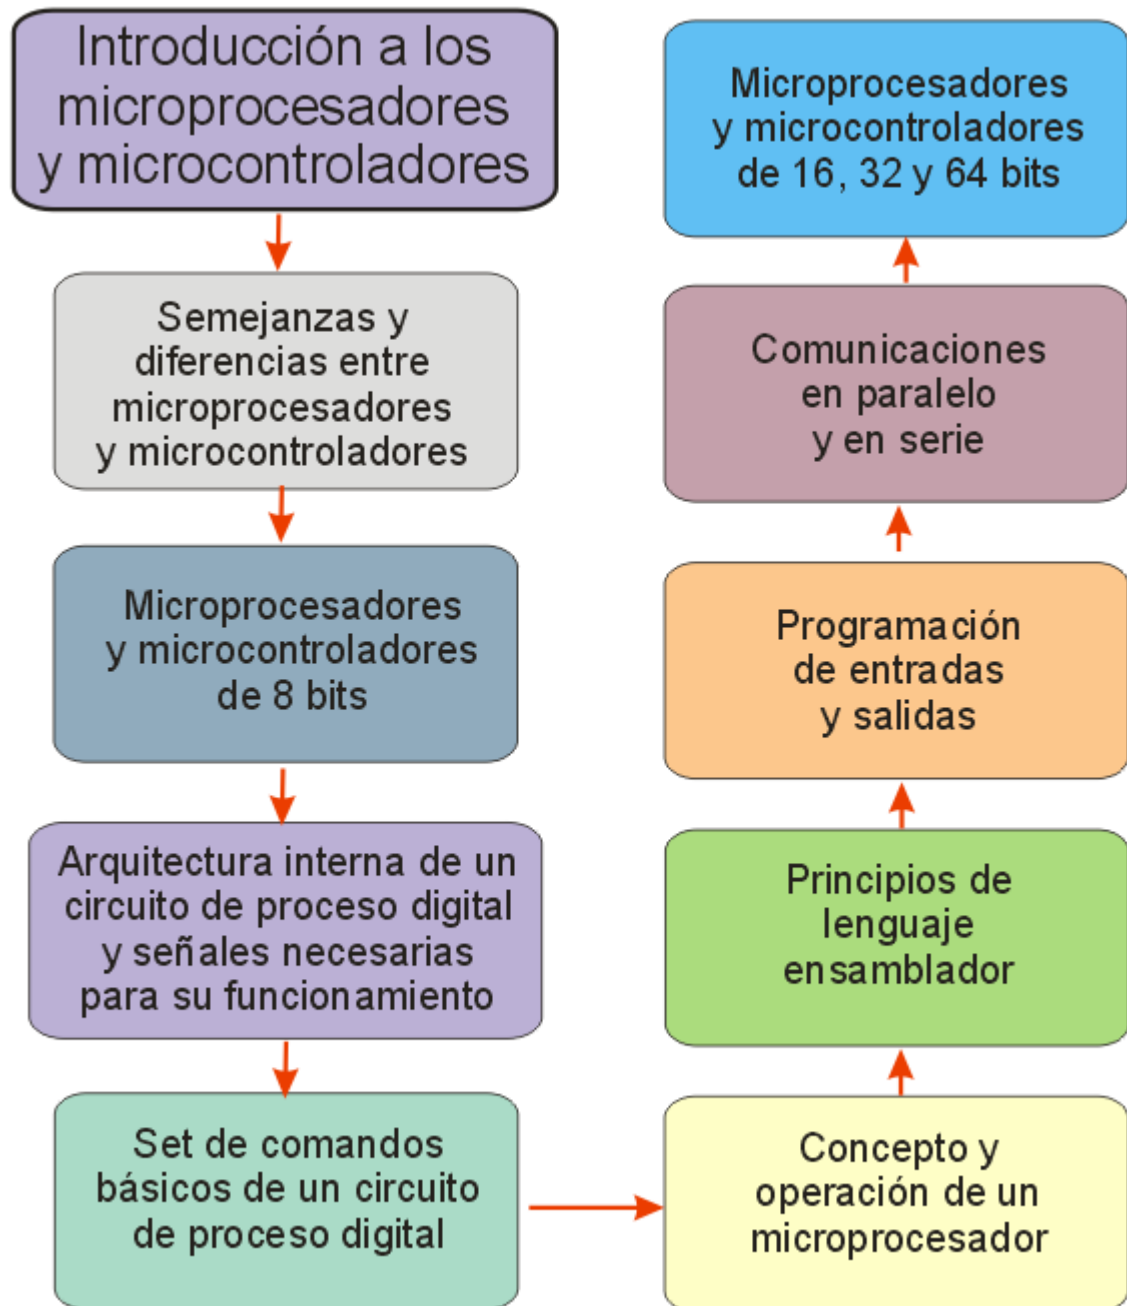 Introducción a los
microprocesadores
y microcontroladores
Semejanzas y
diferencias entre
microprocesadores
y microcontroladores
Microprocesadores
y microcontroladores
de 8 bits
Arquitectura interna de un
circuito de proceso digital
y señales necesarias
para su funcionamiento
Set de comandos
básicos de un circuito
de proceso digital
Concepto y
operación de un
microprocesador
Principios de
lenguaje
ensamblador
Programación
de entradas
y salidas
Comunicaciones
en paralelo
y en serie
Microprocesadores
y microcontroladores
de 16, 32 y 64 bits